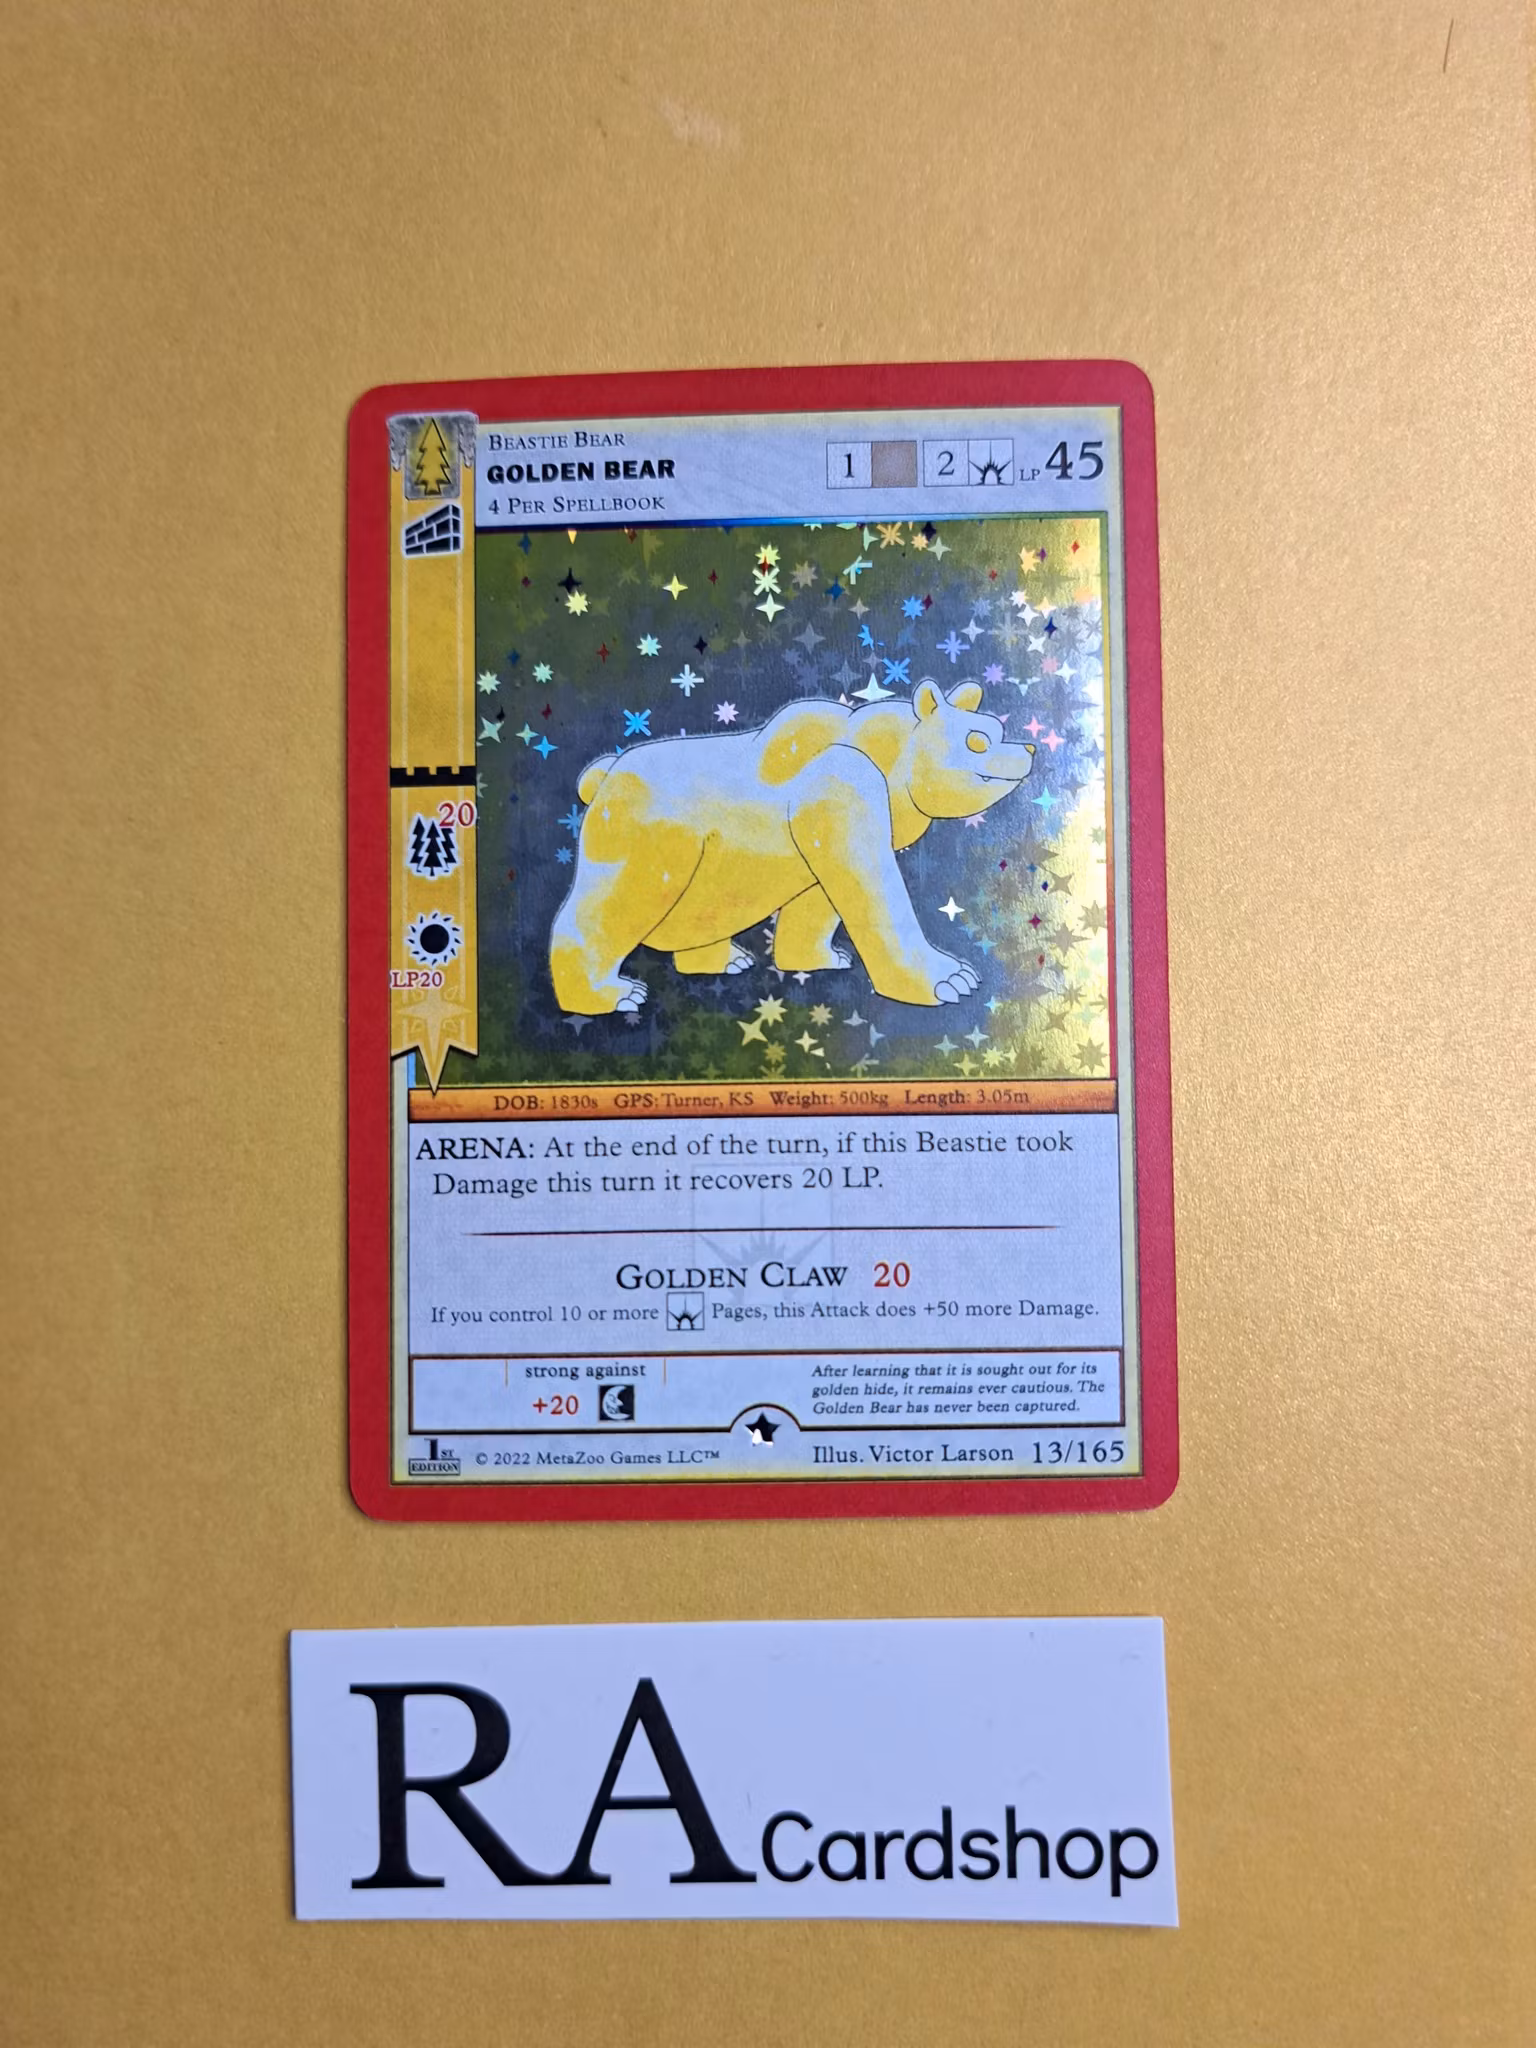 BEASTIE BEAR
GOLDEN BEAR
4 PER SPELLBOOK
1 2 LP 45
20
LP20
DOB: 1830s GPS: Turner, KS Weight: 500kg Length: 3.05m
ARENA: At the end of the turn, if this Beastie took
Damage this turn it recovers 20 LP.
GOLDEN CLAW 20
If you control 10 or more Pages, this Attack does +50 more Damage.
strong against
+20
After learning that it is sought out for its
golden hide, it remains ever cautious. The
Golden Bear has never been captured.
1ST
EDITION
© 2022 MetaZoo Games LLC™
Illus. Victor Larson 13/165
RA Cardshop